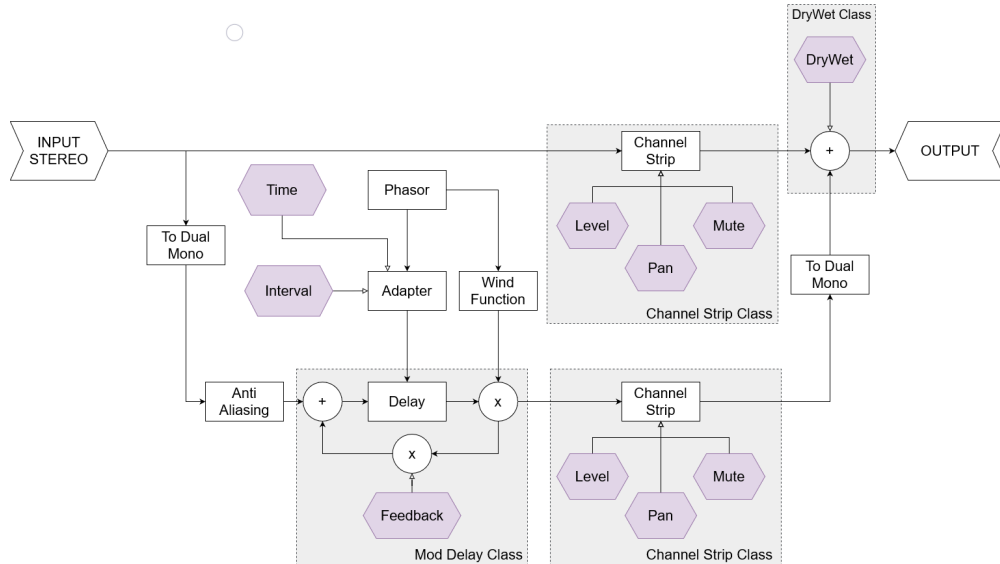 DryWet Class
DryWet
INPUT
STEREO
Channel
Strip
+
OUTPUT
Time
Phasor
Level
Mute
To Dual
Mono
Pan
To Dual
Mono
Interval
Adapter
Wind
Function
Channel Strip Class
Anti
Aliasing
+
Delay
x
Channel
Strip
x
Level
Mute
Feedback
Pan
Mod Delay Class
Channel Strip Class